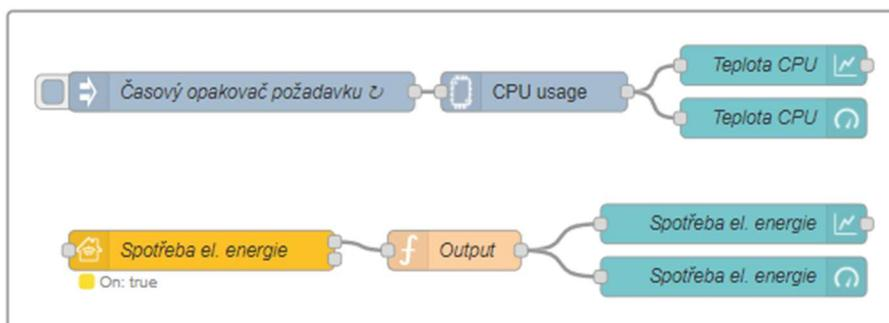 Časový opakovač požadavku ↻
CPU usage
Teplota CPU
Teplota CPU
Spotřeba el. energie
On: true
Output
Spotřeba el. energie
Spotřeba el. energie